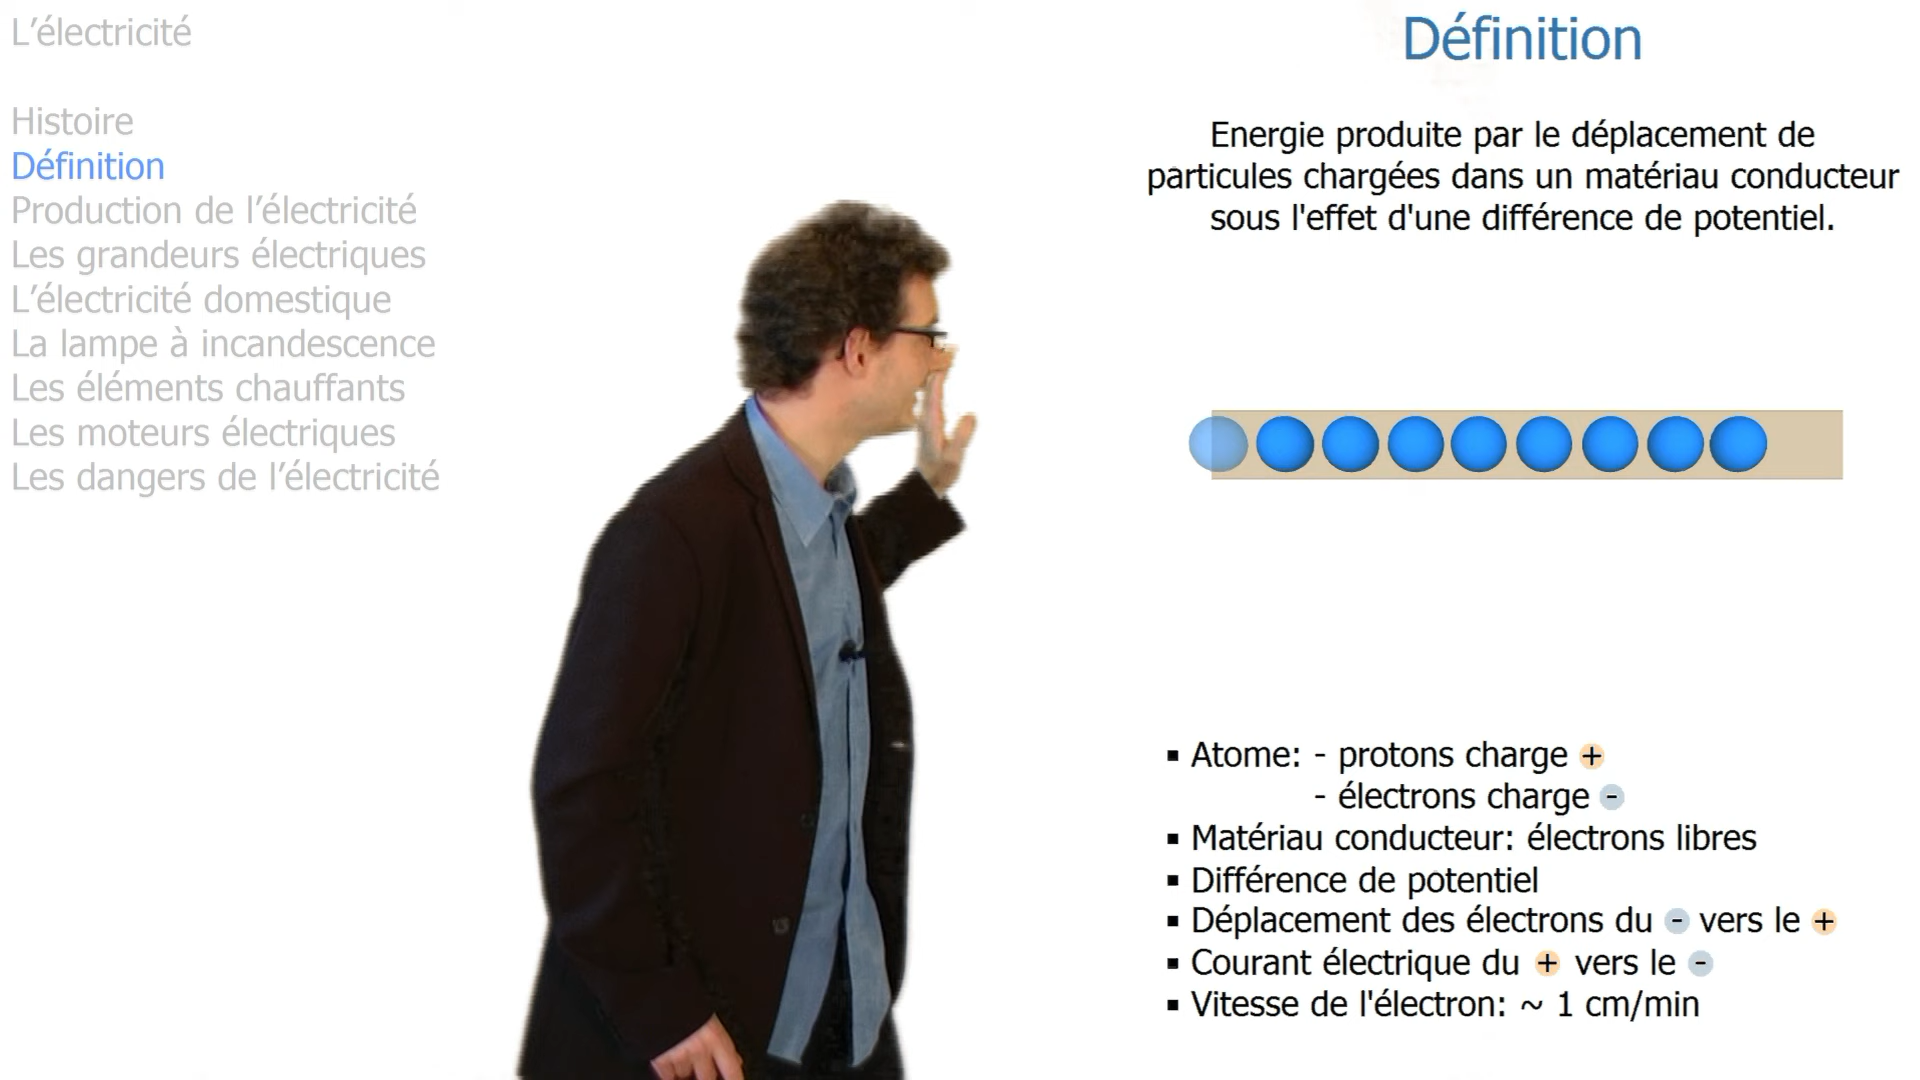 L’électricité
Histoire
Définition
Production de l’électricité
Les grandeurs électriques
L’électricité domestique
La lampe à incandescence
Les éléments chauffants
Les moteurs électriques
Les dangers de l’électricité
Définition
Energie produite par le déplacement de
particules chargées dans un matériau conducteur
sous l'effet d'une différence de potentiel.
▪ Atome: - protons charge +
- électrons charge -
▪ Matériau conducteur: électrons libres
▪ Différence de potentiel
▪ Déplacement des électrons du - vers le +
▪ Courant électrique du + vers le -
▪ Vitesse de l'électron: ~ 1 cm/min